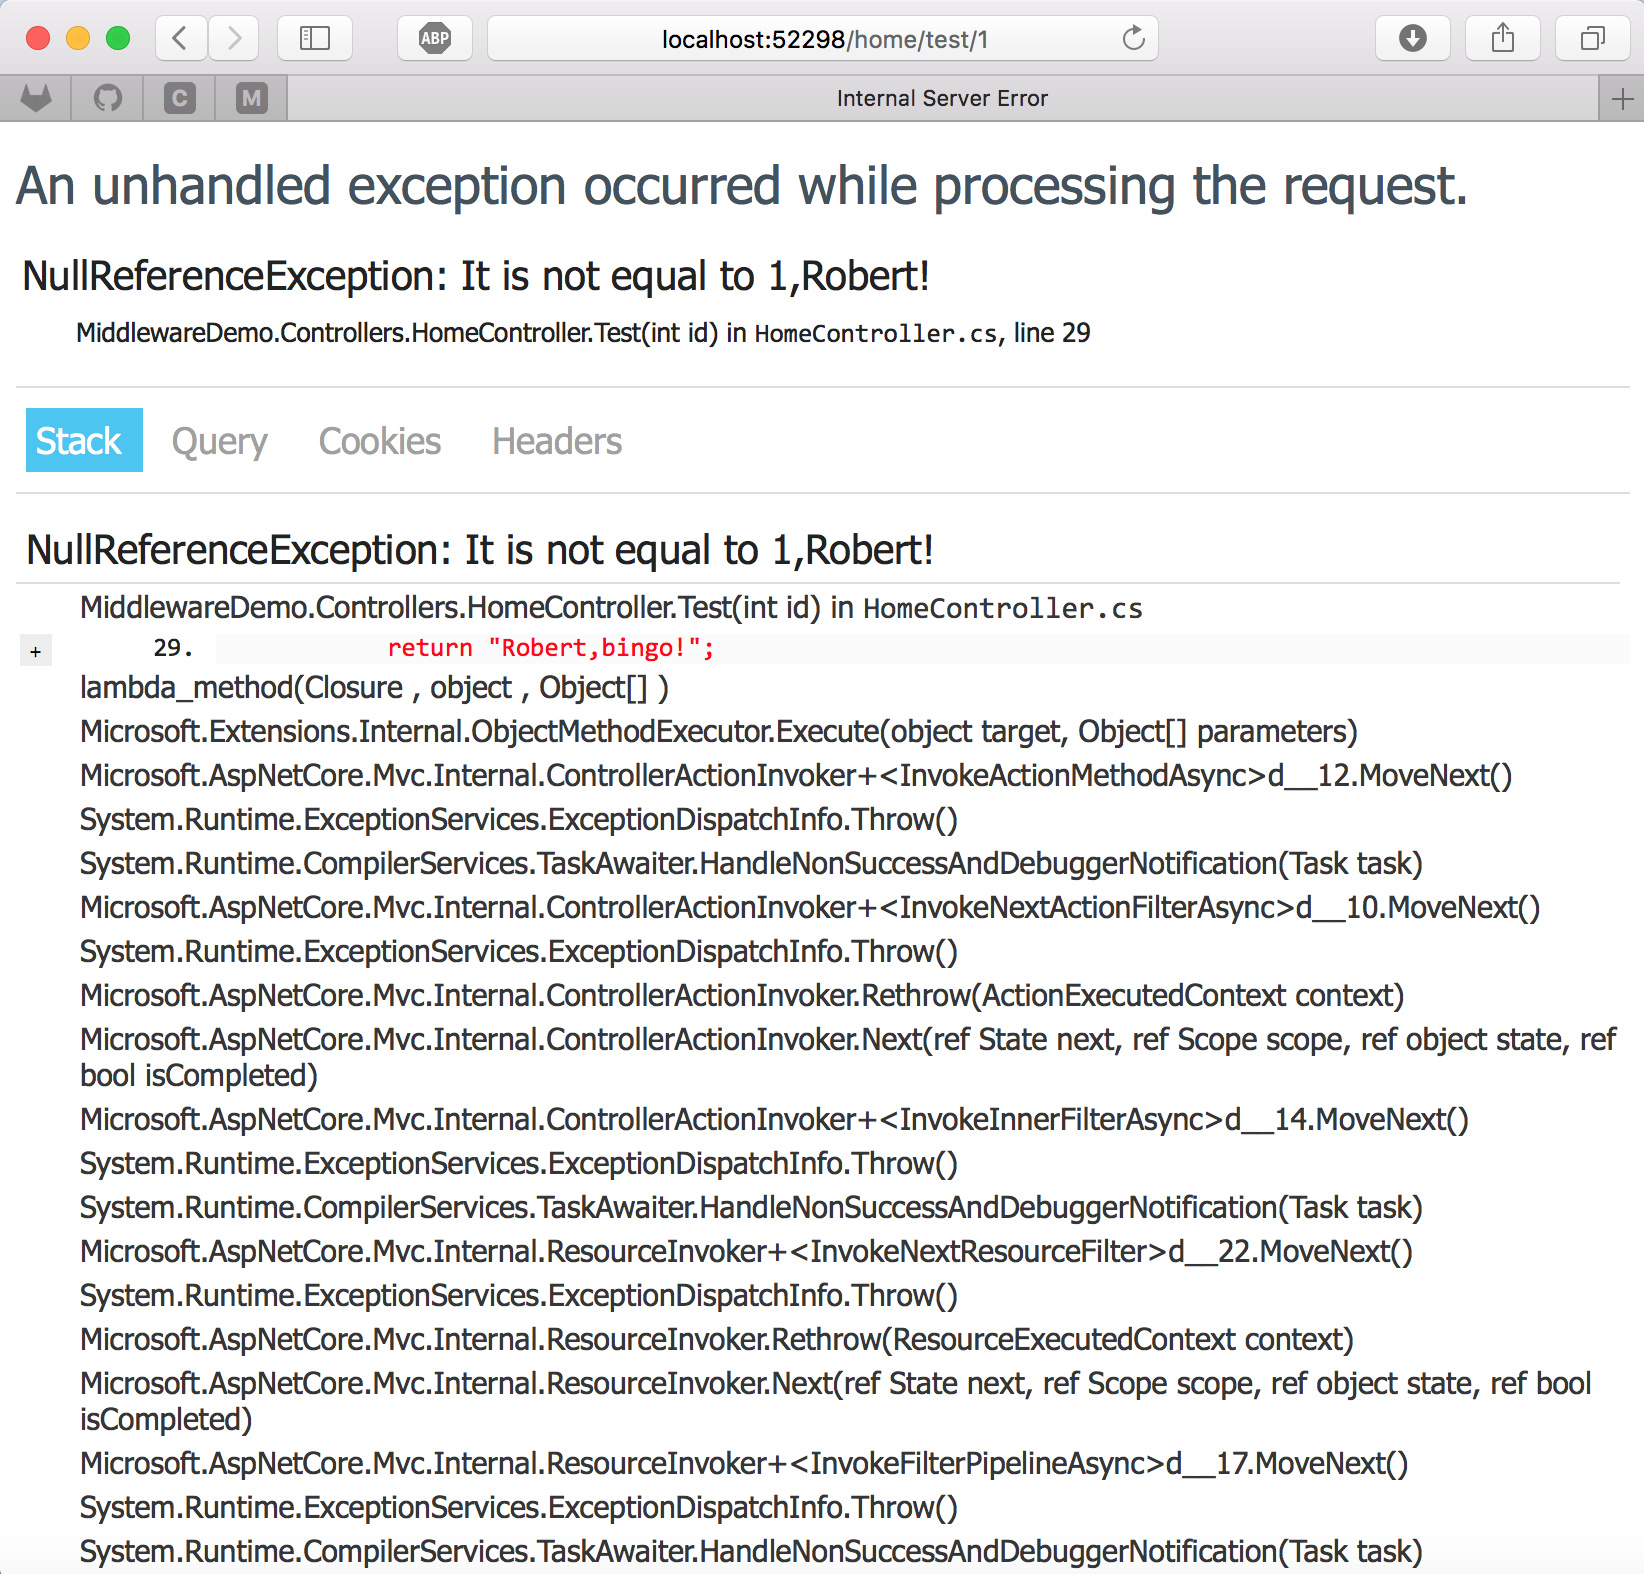 ABP
localhost:52298/home/test/1
C
M
Internal Server Error
An unhandled exception occurred while processing the request.
NullReferenceException: It is not equal to 1,Robert!
MiddlewareDemo.Controllers.HomeController.Test(int id) in HomeController.cs, line 29
Stack Query Cookies Headers
NullReferenceException: It is not equal to 1,Robert!
MiddlewareDemo.Controllers.HomeController.Test(int id) in HomeController.cs
+ 29. return "Robert,bingo!";
lambda_method(Closure , object , Object[] )
Microsoft.Extensions.Internal.ObjectMethodExecutor.Execute(object target, Object[] parameters)
Microsoft.AspNetCore.Mvc.Internal.ControllerActionInvoker+<InvokeActionMethodAsync>d__12.MoveNext()
System.Runtime.ExceptionServices.ExceptionDispatchInfo.Throw()
System.Runtime.CompilerServices.TaskAwaiter.HandleNonSuccessAndDebuggerNotification(Task task)
Microsoft.AspNetCore.Mvc.Internal.ControllerActionInvoker+<InvokeNextActionFilterAsync>d__10.MoveNext()
System.Runtime.ExceptionServices.ExceptionDispatchInfo.Throw()
Microsoft.AspNetCore.Mvc.Internal.ControllerActionInvoker.Rethrow(ActionExecutedContext context)
Microsoft.AspNetCore.Mvc.Internal.ControllerActionInvoker.Next(ref State next, ref Scope scope, ref object state, ref
bool isCompleted)
Microsoft.AspNetCore.Mvc.Internal.ControllerActionInvoker+<InvokeInnerFilterAsync>d__14.MoveNext()
System.Runtime.ExceptionServices.ExceptionDispatchInfo.Throw()
System.Runtime.CompilerServices.TaskAwaiter.HandleNonSuccessAndDebuggerNotification(Task task)
Microsoft.AspNetCore.Mvc.Internal.ResourceInvoker+<InvokeNextResourceFilter>d__22.MoveNext()
System.Runtime.ExceptionServices.ExceptionDispatchInfo.Throw()
Microsoft.AspNetCore.Mvc.Internal.ResourceInvoker.Rethrow(ResourceExecutedContext context)
Microsoft.AspNetCore.Mvc.Internal.ResourceInvoker.Next(ref State next, ref Scope scope, ref object state, ref bool
isCompleted)
Microsoft.AspNetCore.Mvc.Internal.ResourceInvoker+<InvokeFilterPipelineAsync>d__17.MoveNext()
System.Runtime.ExceptionServices.ExceptionDispatchInfo.Throw()
System.Runtime.CompilerServices.TaskAwaiter.HandleNonSuccessAndDebuggerNotification(Task task)